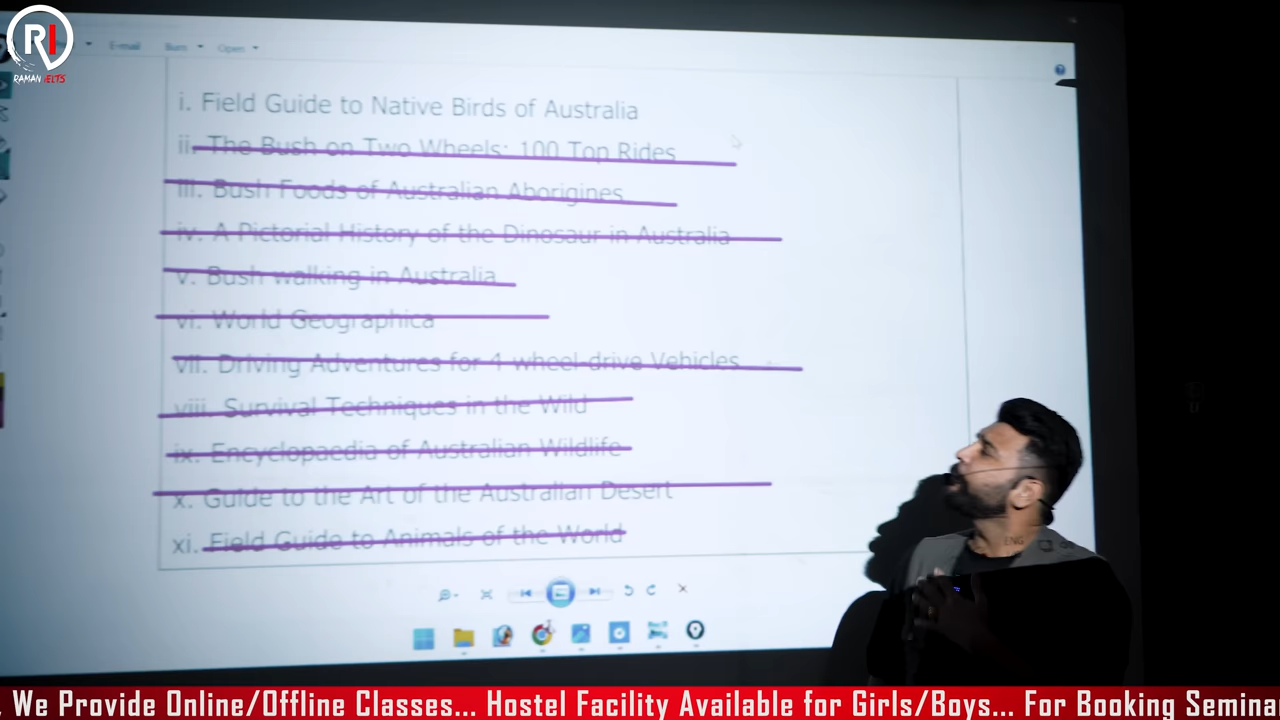 RI
RAMAN IELTS
E-mail Burn Open
i. Field Guide to Native Birds of Australia
ii. The Bush on Two Wheels: 100 Top Rides
iii. Bush Foods of Australian Aborigines
iv. A Pictorial History of the Dinosaur in Australia
v. Bush walking in Australia
vi. World Geographica
vii. Driving Adventures for 4-wheel-drive Vehicles
viii. Survival Techniques in the Wild
ix. Encyclopaedia of Australian Wildlife
x. Guide to the Art of the Australian Desert
xi. Field Guide to Animals of the World
ENG
We Provide Online/Offline Classes... Hostel Facility Available for Girls/Boys... For Booking Semina